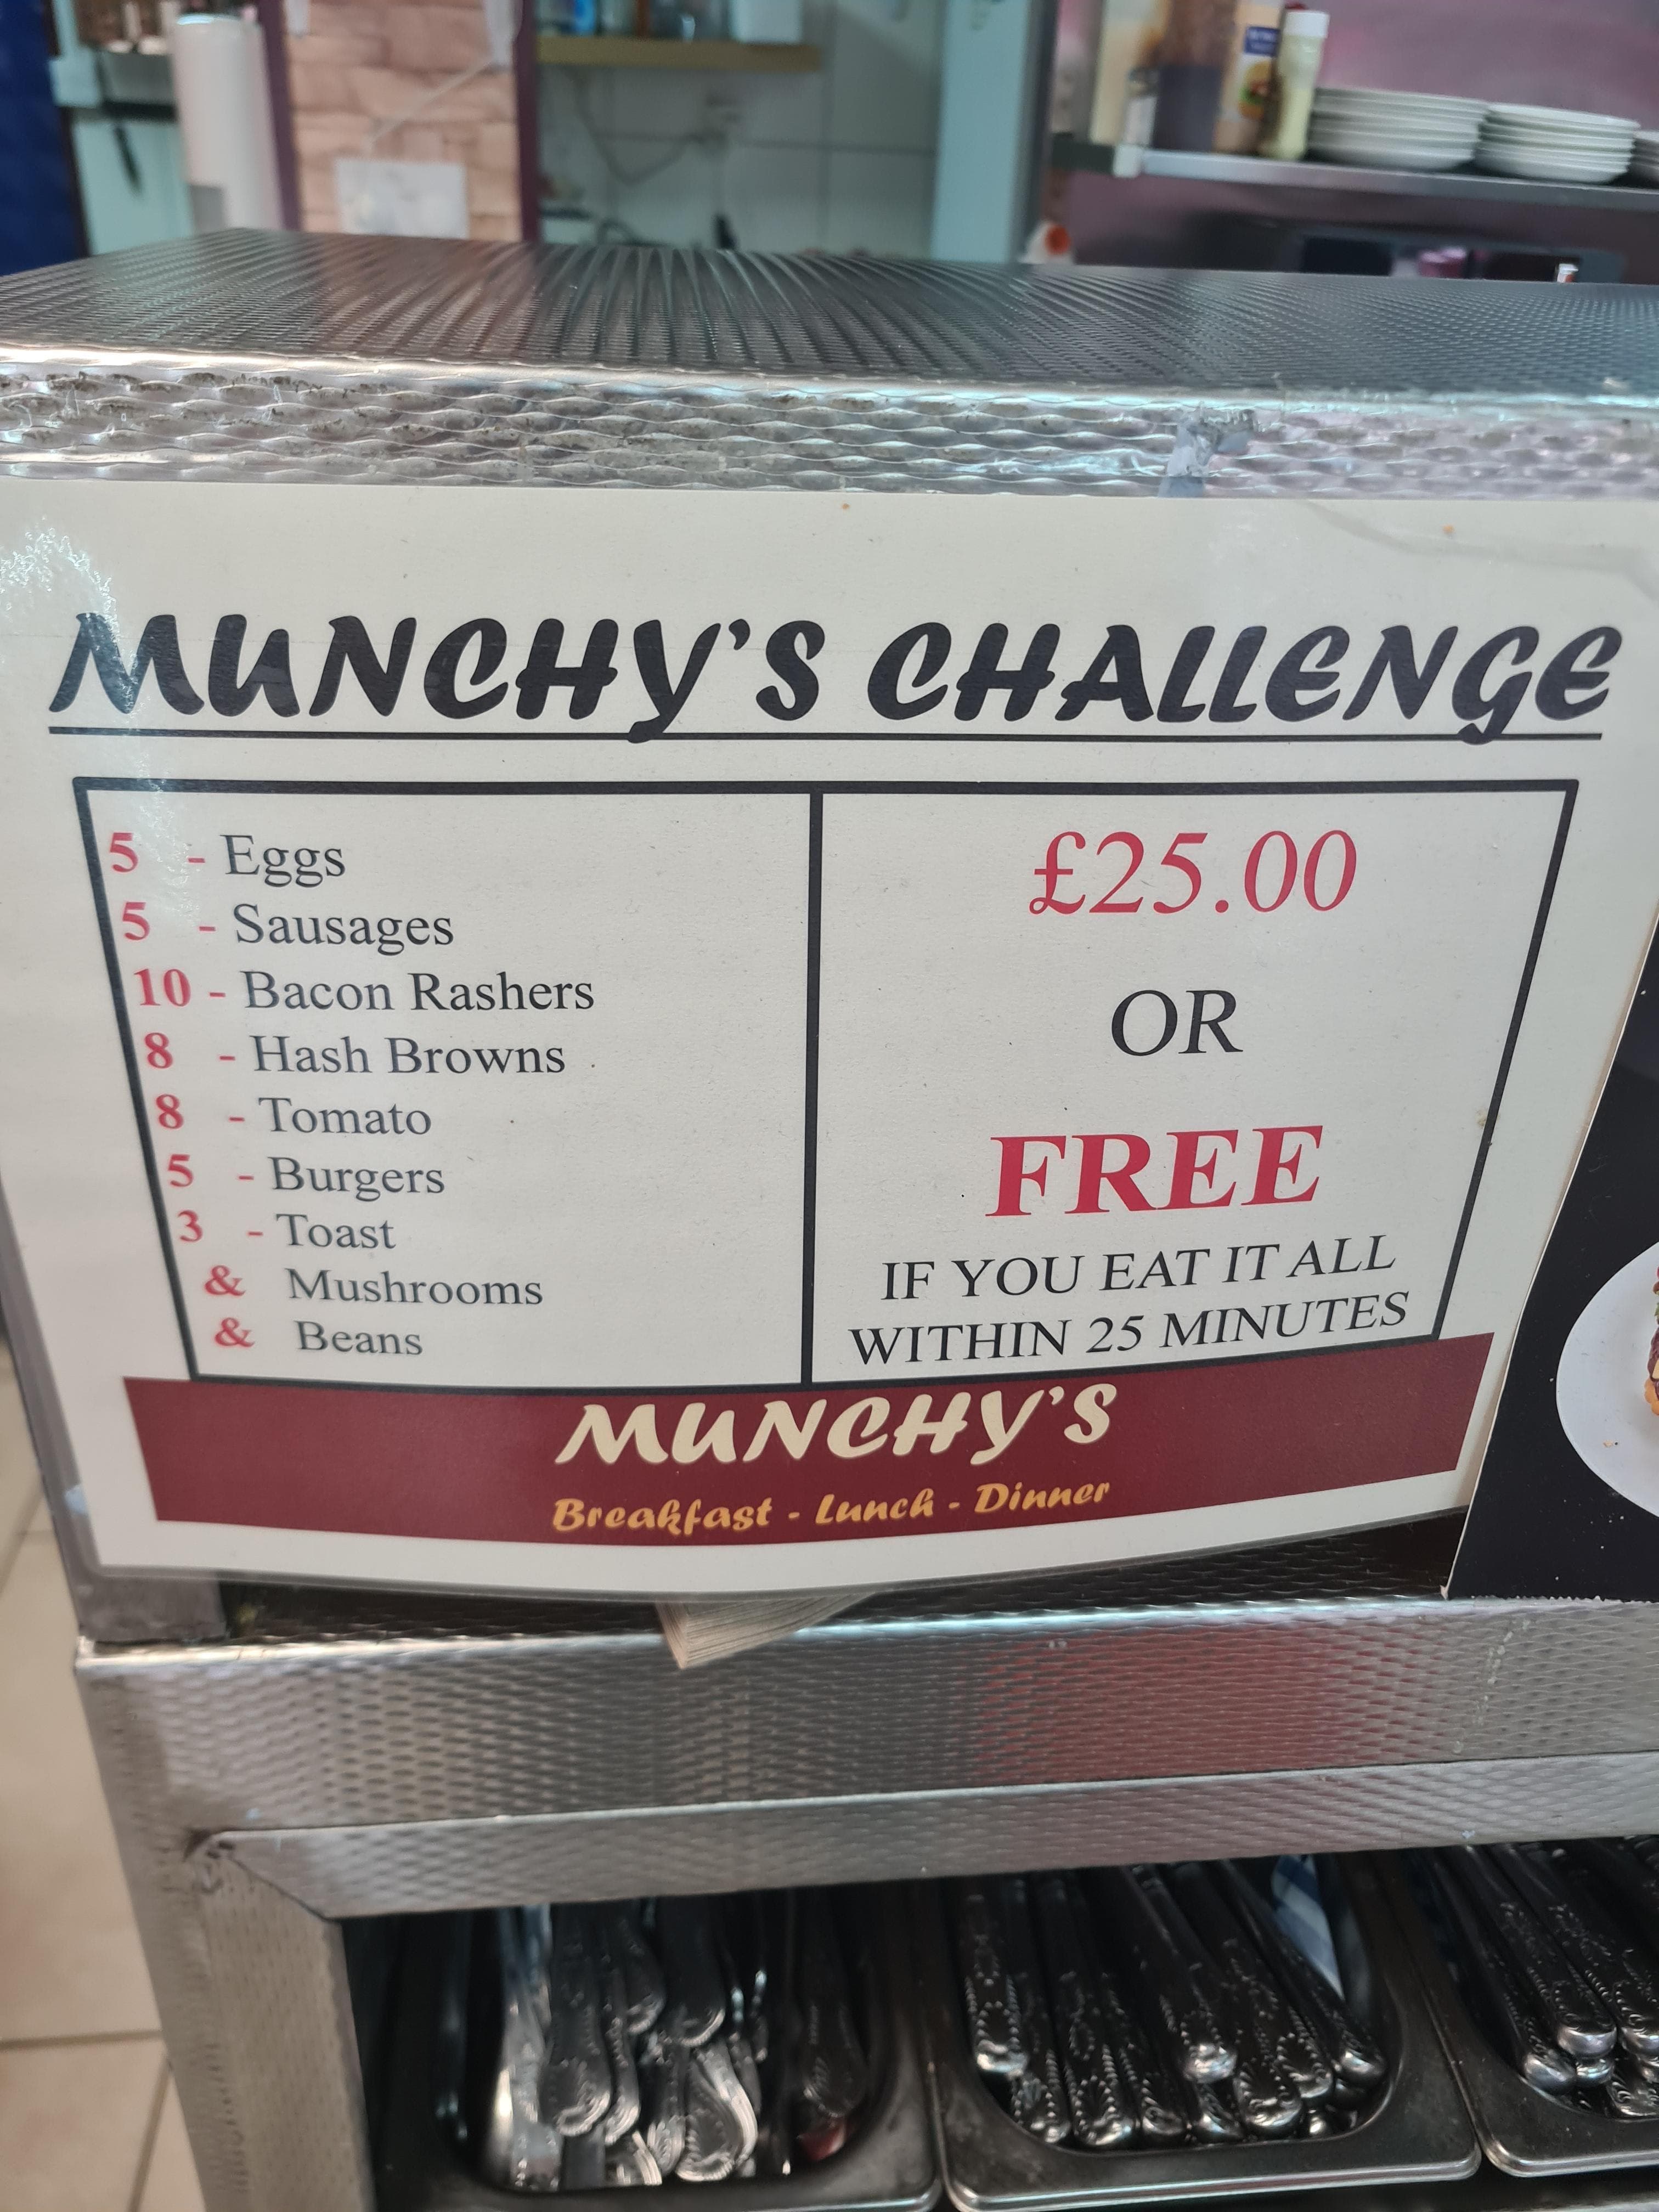 MUNCHY'S CHALLENGE
5 - Eggs
5 - Sausages
10 - Bacon Rashers
8 - Hash Browns
8 - Tomato
5 - Burgers
3 - Toast
& Mushrooms
& Beans
£25.00
OR
FREE
IF YOU EAT IT ALL
WITHIN 25 MINUTES
MUNCHY'S
Breakfast - Lunch - Dinner